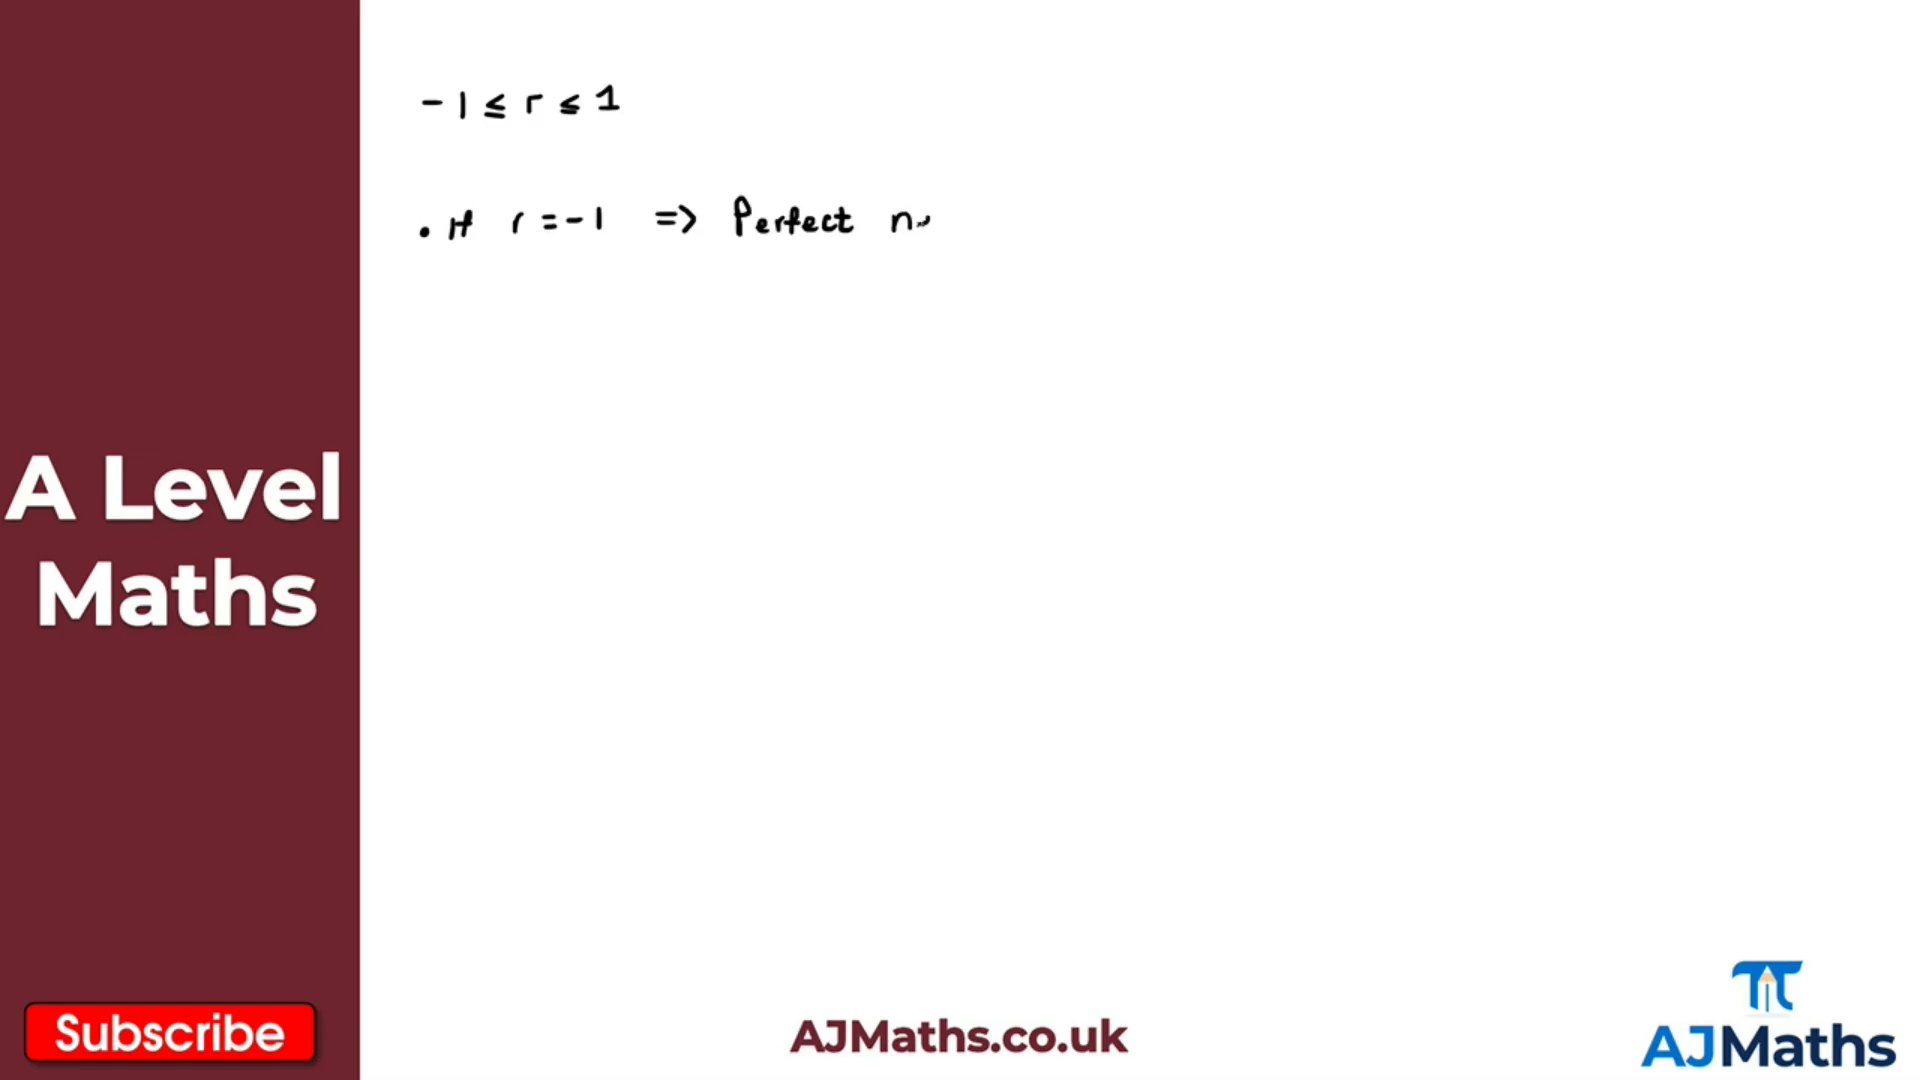 -1 ≤ r ≤ 1
. If r = -1 => Perfect
A Level
Maths
Subscribe
AJMaths.co.uk
AJMaths